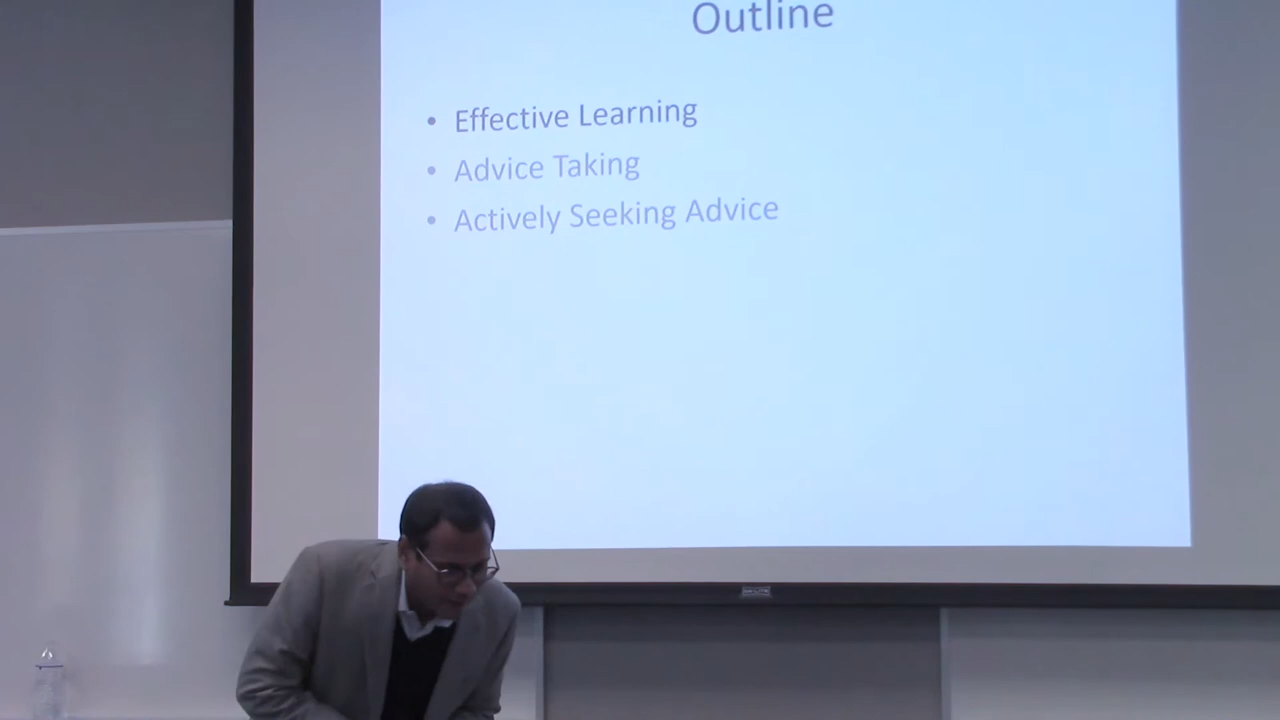 Outline
• Effective Learning
• Advice Taking
• Actively Seeking Advice